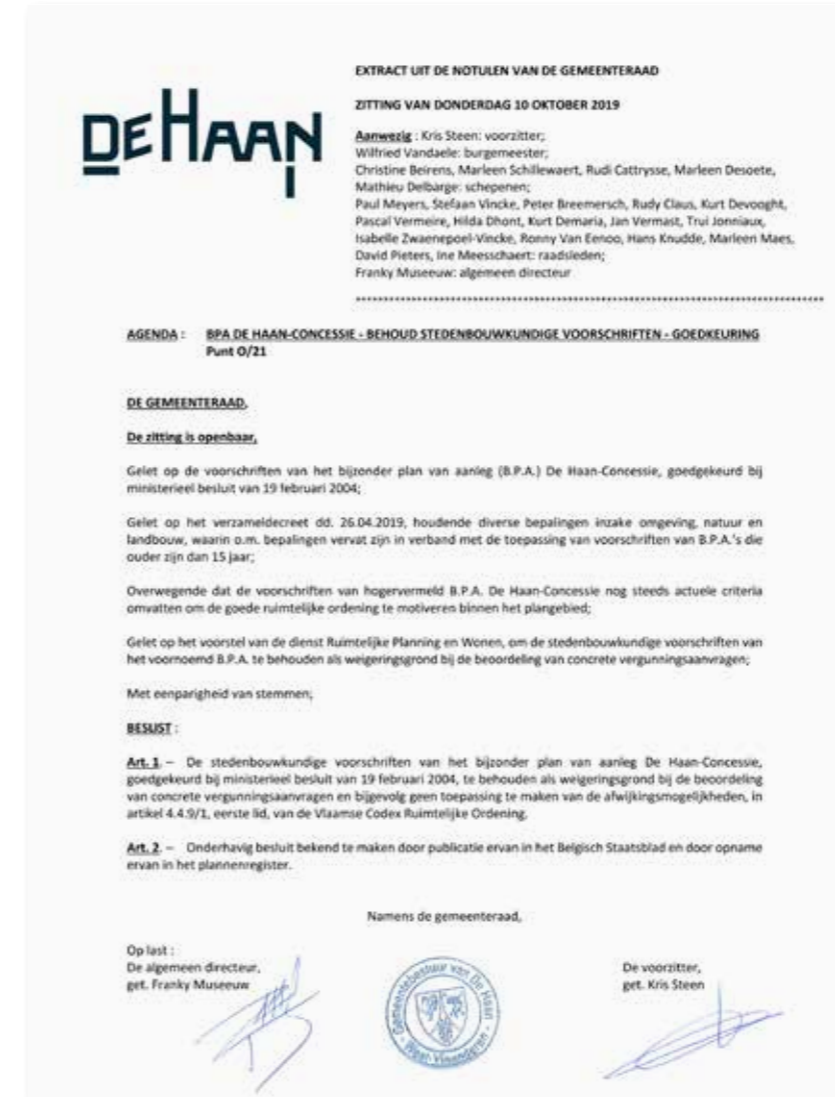 DE HAAN
EXTRACT UIT DE NOTULEN VAN DE GEMEENTERAAD
ZITTING VAN DONDERDAG 10 OKTOBER 2019
Aanwezig : Kris Steen: voorzitter;
Wilfried Vandaele: burgemeester;
Christine Beirens, Marleen Schillewaert, Rudi Cattrysse, Marleen Desoete,
Mathieu Delbarge: schepenen;
Paul Meyers, Stefaan Vincke, Peter Breemersch, Rudy Claus, Kurt Devooght,
Pascal Vermeire, Hilda Dhont, Kurt Demaria, Jan Vermast, Trui Jonniaux,
Isabelle Zwaenepoel-Vincke, Ronny Van Eenoo, Hans Knudde, Marleen Maes,
David Pieters, Ine Meesschaert: raadsleden;
Franky Museeuw: algemeen directeur
AGENDA : BPA DE HAAN-CONCESSIE - BEHOUD STEDENBOUWKUNDIGE VOORSCHRIFTEN - GOEDKEURING
Punt O/21
DE GEMEENTERAAD,
De zitting is openbaar,
Gelet op de voorschriften van het bijzonder plan van aanleg (B.P.A.) De Haan-Concessie, goedgekeurd bij
ministerieel besluit van 19 februari 2004;
Gelet op het verzameldecreet dd. 26.04.2019, houdende diverse bepalingen inzake omgeving, natuur en
landbouw, waarin o.m. bepalingen vervat zijn in verband met de toepassing van voorschriften van B.P.A.'s die
ouder zijn dan 15 jaar;
Overwegende dat de voorschriften van hogervermeld B.P.A. De Haan-Concessie nog steeds actuele criteria
omvatten om de goede ruimtelijke ordening te motiveren binnen het plangebied;
Gelet op het voorstel van de dienst Ruimtelijke Planning en Wonen, om de stedenbouwkundige voorschriften van
het voornoemd B.P.A. te behouden als weigeringsgrond bij de beoordeling van concrete vergunningsaanvragen;
Met eenparigheid van stemmen;
BESLIST :
Art. 1. – De stedenbouwkundige voorschriften van het bijzonder plan van aanleg De Haan-Concessie,
goedgekeurd bij ministerieel besluit van 19 februari 2004, te behouden als weigeringsgrond bij de beoordeling
van concrete vergunningsaanvragen en bijgevolg geen toepassing te maken van de afwijkingsmogelijkheden, in
artikel 4.4.9/1, eerste lid, van de Vlaamse Codex Ruimtelijke Ordening.
Art. 2. – Onderhavig besluit bekend te maken door publicatie ervan in het Belgisch Staatsblad en door opname
ervan in het plannenregister.
Namens de gemeenteraad,
Op last :
De algemeen directeur,
get. Franky Museeuw
Gemeentebestuur van De Haan
West-Vlaanderen
De voorzitter,
get. Kris Steen